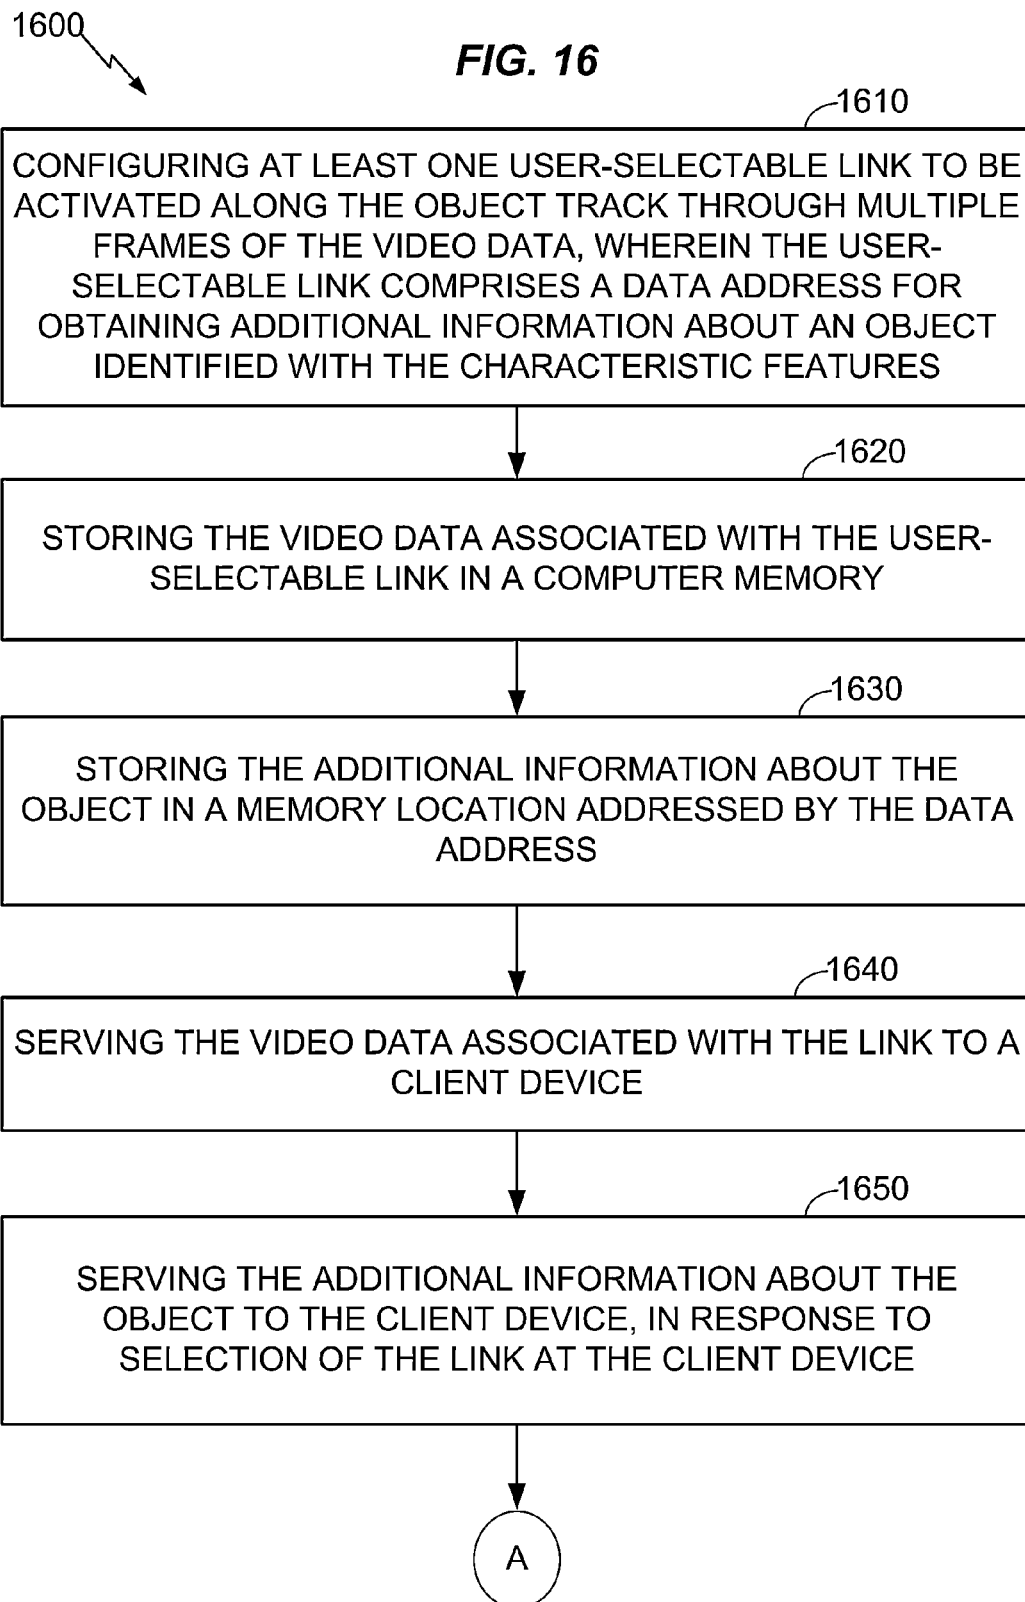 1600
FIG. 16
1610
CONFIGURING AT LEAST ONE USER-SELECTABLE LINK TO BE
ACTIVATED ALONG THE OBJECT TRACK THROUGH MULTIPLE
FRAMES OF THE VIDEO DATA, WHEREIN THE USER-
SELECTABLE LINK COMPRISES A DATA ADDRESS FOR
OBTAINING ADDITIONAL INFORMATION ABOUT AN OBJECT
IDENTIFIED WITH THE CHARACTERISTIC FEATURES
1620
STORING THE VIDEO DATA ASSOCIATED WITH THE USER-
SELECTABLE LINK IN A COMPUTER MEMORY
1630
STORING THE ADDITIONAL INFORMATION ABOUT THE
OBJECT IN A MEMORY LOCATION ADDRESSED BY THE DATA
ADDRESS
1640
SERVING THE VIDEO DATA ASSOCIATED WITH THE LINK TO A
CLIENT DEVICE
1650
SERVING THE ADDITIONAL INFORMATION ABOUT THE
OBJECT TO THE CLIENT DEVICE, IN RESPONSE TO
SELECTION OF THE LINK AT THE CLIENT DEVICE
A